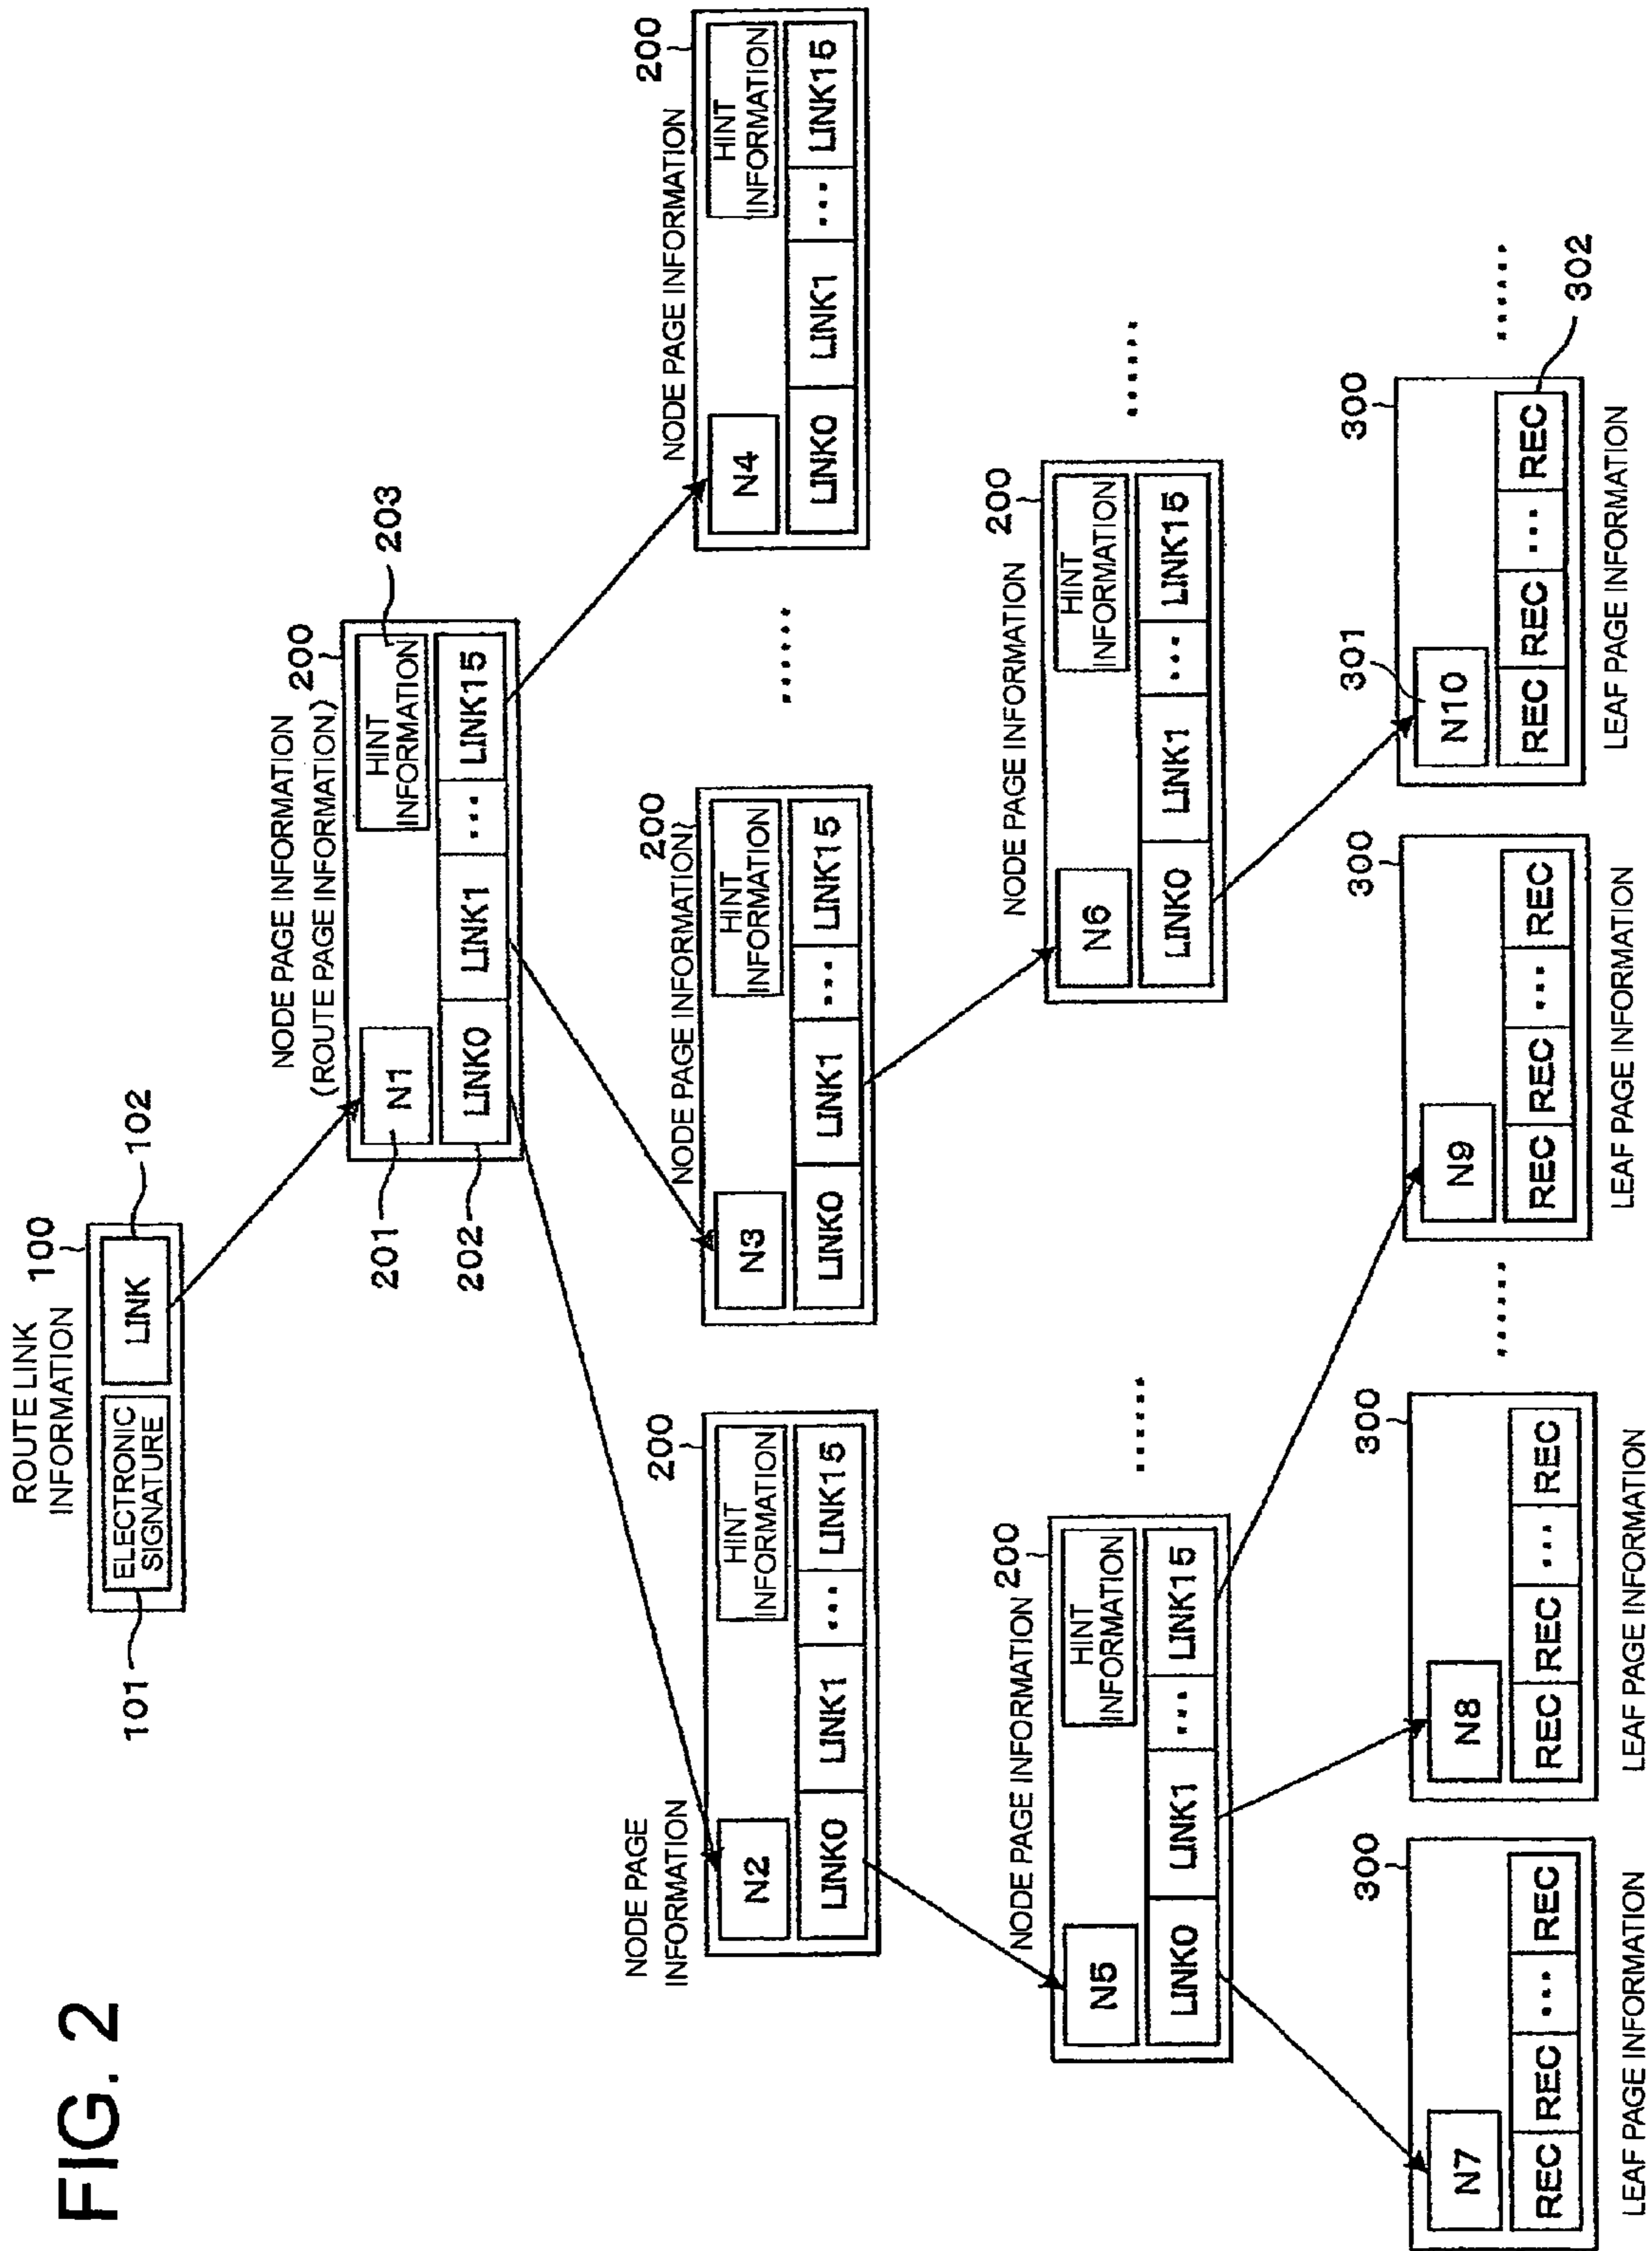 FIG. 2
ROUTE LINK
INFORMATION
100
ELECTRONIC
SIGNATURE
LINK
101
102
NODE PAGE INFORMATION
(ROUTE PAGE INFORMATION)
200
N1
HINT
INFORMATION
203
LINK0 LINK1 ... LINK15
201
202
NODE PAGE
INFORMATION
200
N2
HINT
INFORMATION
LINK0 LINK1 ... LINK15
NODE PAGE INFORMATION)
200
N3
HINT
INFORMATION
LINK0 LINK1 ... LINK15
......
NODE PAGE INFORMATION
200
N4
HINT
INFORMATION
LINK0 LINK1 ... LINK15
NODE PAGE INFORMATION
200
N5
HINT
INFORMATION
LINK0 LINK1 ... LINK15
......
NODE PAGE INFORMATION
200
N6
HINT
INFORMATION
LINK0 LINK1 ... LINK15
......
300
N7
REC REC ... REC
LEAF PAGE INFORMATION
300
N8
REC REC ... REC
LEAF PAGE INFORMATION
......
300
N9
REC REC ... REC
LEAF PAGE INFORMATION
300
301
N10
REC REC ... REC
302
LEAF PAGE INFORMATION
......